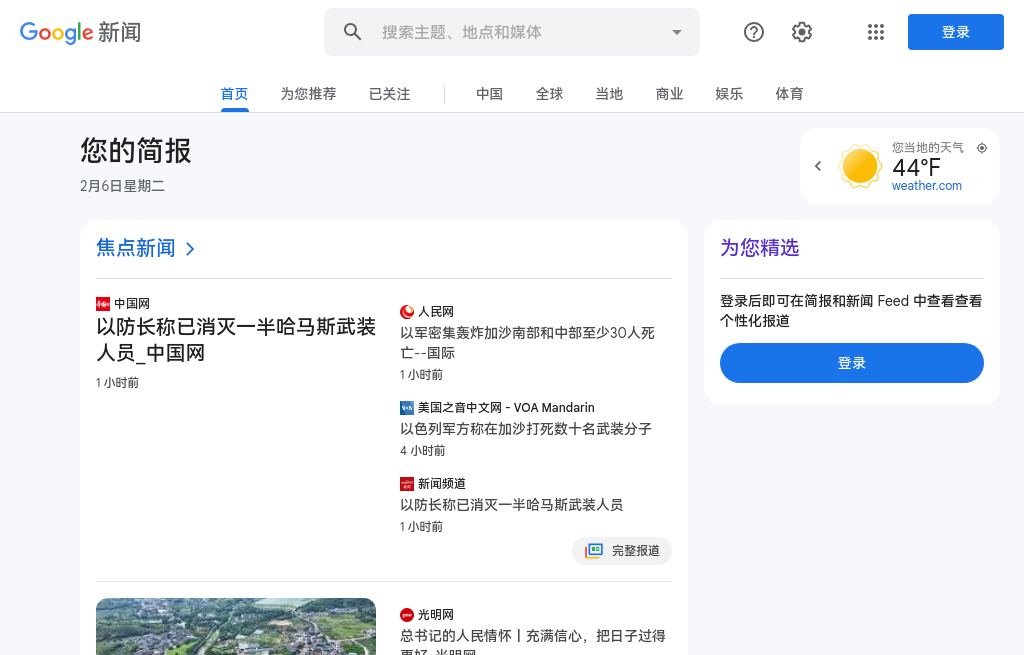 Google 新闻
搜索主题、地点和媒体
登录
首页
为您推荐
已关注
中国
全球
当地
商业
娱乐
体育
您的简报
2月6日星期二
您当地的天气
44°F
weather.com
焦点新闻
中国网
以防长称已消灭一半哈马斯武装
人员_中国网
1 小时前
人民网
以军密集轰炸加沙南部和中部至少30人死
亡--国际
1 小时前
美国之音中文网 - VOA Mandarin
以色列军方称在加沙打死数十名武装分子
4 小时前
新闻频道
以防长称已消灭一半哈马斯武装人员
1 小时前
完整报道
光明网
总书记的人民情怀丨充满信心，把日子过得
更好_光明网
为您精选
登录后即可在简报和新闻 Feed 中查看查看
个性化报道
登录